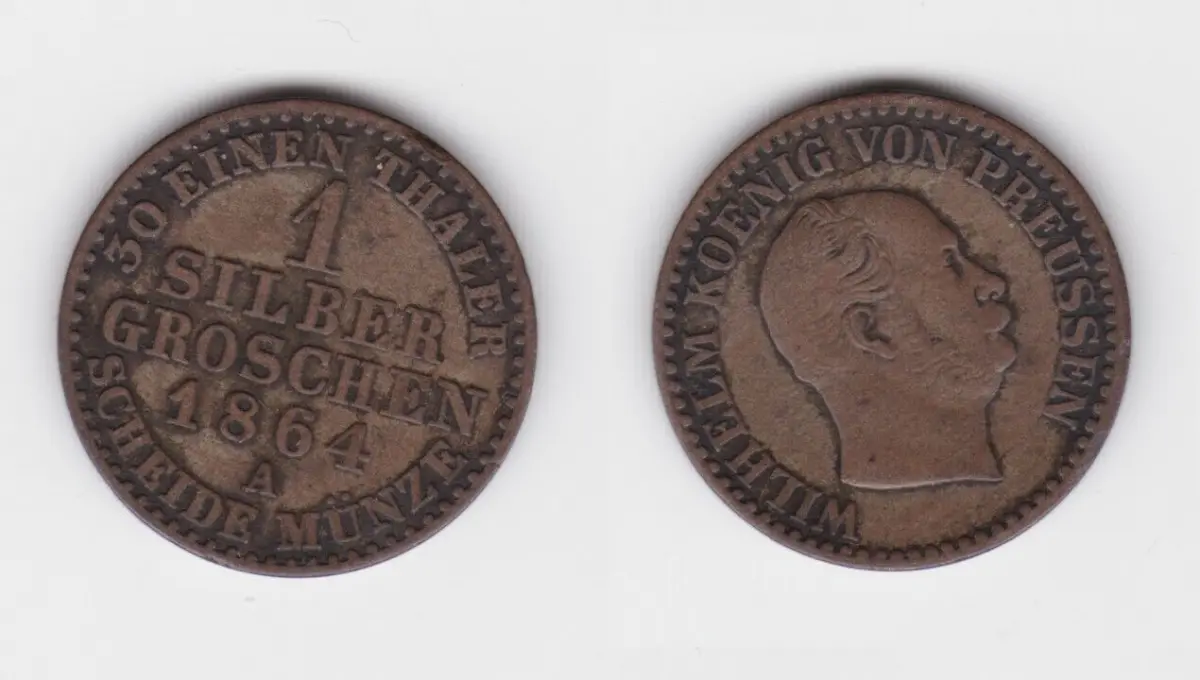 30 EINEN THALER
1
SILBER
GROSCHEN
1864
A
SCHEIDE MÜNZE
WILHELM KOENIG VON PREUSSEN